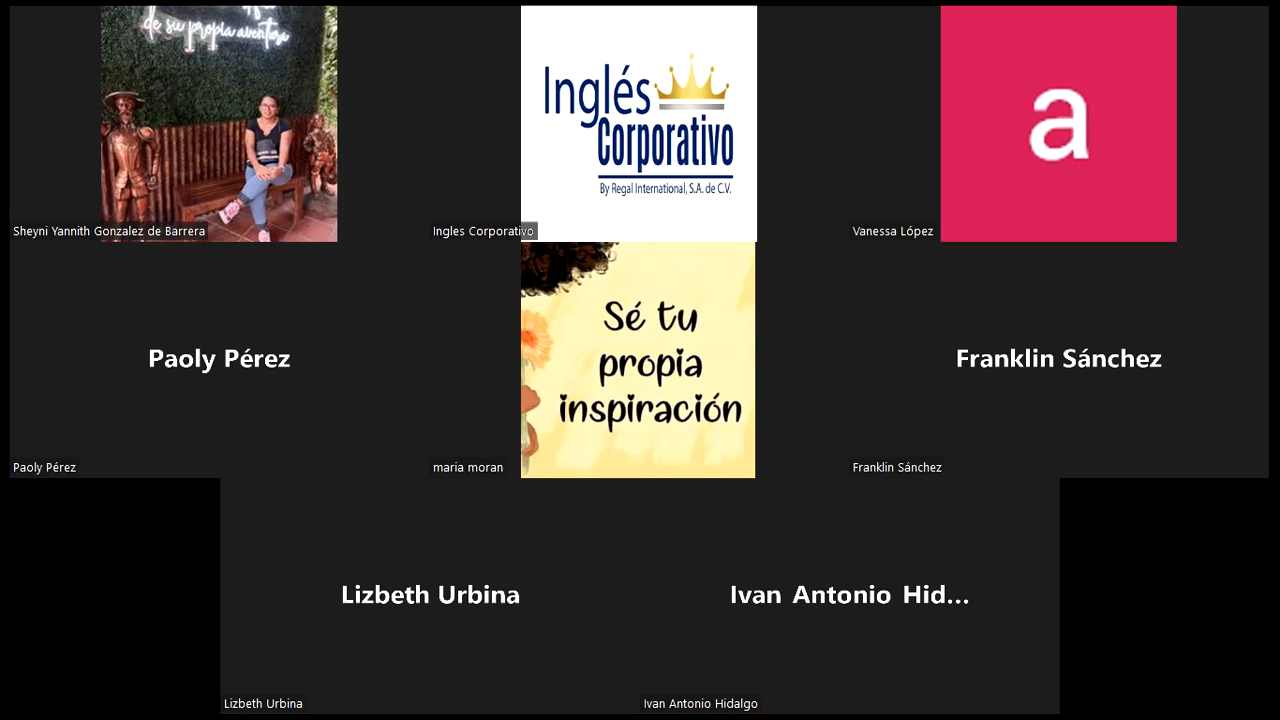 de su propia aventura
Inglés
Corporativo
By Regal International, S.A. de C.V.
a
Sheyni Yannith Gonzalez de Barrera
Ingles Corporativo
Vanessa López
Paoly Pérez
Sé tu
propia
inspiración
Franklin Sánchez
Paoly Pérez
maria moran
Franklin Sánchez
Lizbeth Urbina
Ivan Antonio Hid...
Lizbeth Urbina
Ivan Antonio Hidalgo